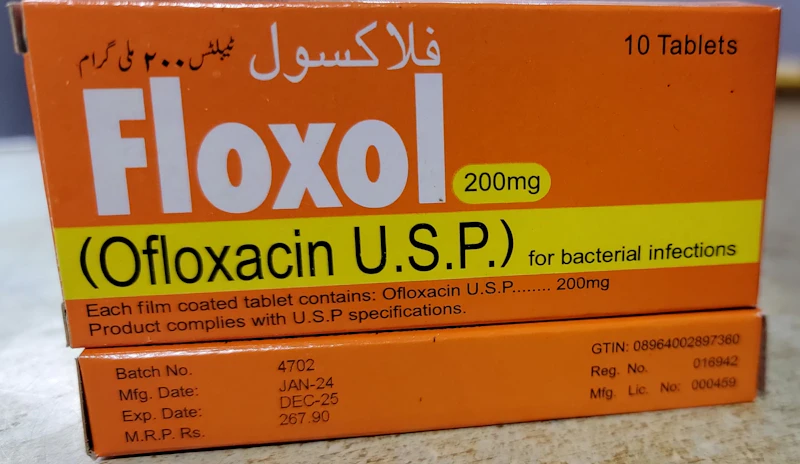 فلاکسول ٹیبلٹس ۲۰۰ ملی گرام
10 Tablets
Floxol 200mg
(Ofloxacin U.S.P.) for bacterial infections
Each film coated tablet contains: Ofloxacin U.S.P........ 200mg
Product complies with U.S.P specifications.
Batch No. 4702
Mfg. Date: JAN-24
Exp. Date: DEC-25
M.R.P. Rs. 267.90
GTIN: 08964002897360
Reg. No. 016942
Mfg. Lic. No: 000459